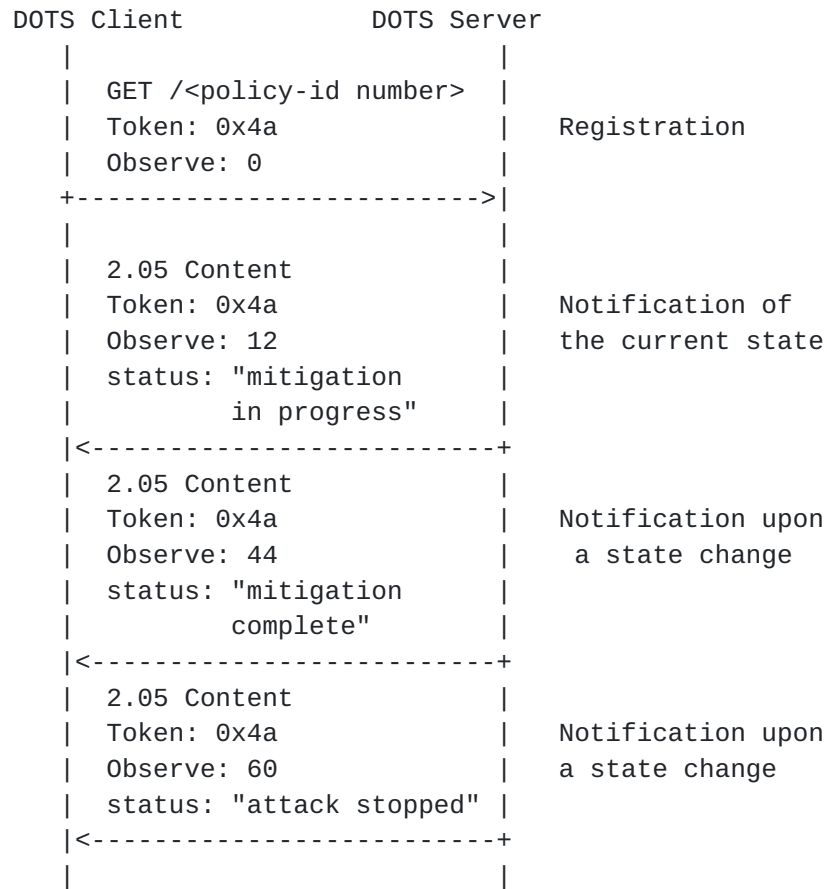 DOTS Client            DOTS Server
   |                           |
   |  GET /<policy-id number>  |
   |  Token: 0x4a              |   Registration
   |  Observe: 0               |
   +-------------------------->|
   |                           |
   |  2.05 Content             |
   |  Token: 0x4a              |   Notification of
   |  Observe: 12              |   the current state
   |  status: "mitigation      |
   |          in progress"     |
   |<--------------------------+
   |  2.05 Content             |
   |  Token: 0x4a              |   Notification upon
   |  Observe: 44              |    a state change
   |  status: "mitigation      |
   |          complete"        |
   |<--------------------------+
   |  2.05 Content             |
   |  Token: 0x4a              |   Notification upon
   |  Observe: 60              |   a state change
   |  status: "attack stopped" |
   |<--------------------------+
   |                           |